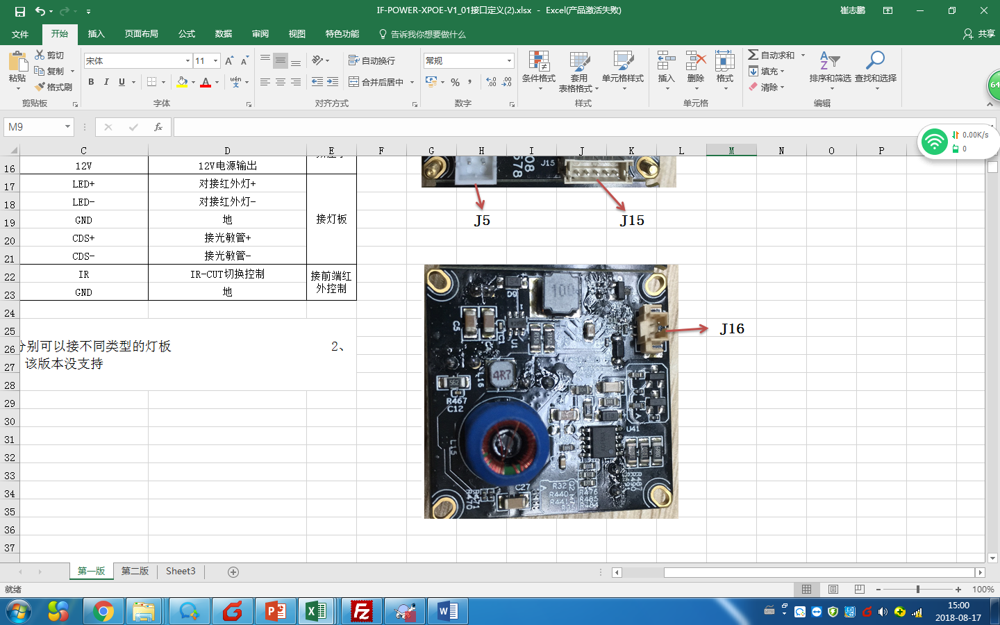 IF-POWER-XPOE-V1_01接口定义(2).xlsx - Excel(产品激活失败)
崔志鹏
文件 开始 插入 页面布局 公式 数据 审阅 视图 特色功能 告诉我你想要做什么 共享
粘贴 剪切 复制 格式刷
宋体 11 自动换行 常规
B I U A wén 合并后居中 %
条件格式 套用 表格格式 单元格样式 插入 删除 格式
自动求和 填充 清除 排序和筛选 查找和选择
剪贴板 字体 对齐方式 数字 样式 单元格 编辑
64
M9 fx
0.00K/s
0
C D E F G H I J K L M N O P
16 12V 12V电源输出
17 LED+ 对接红外灯+
18 LED- 对接红外灯-
19 GND 地 接灯板
20 CDS+ 接光敏管+
21 CDS- 接光敏管-
22 IR IR-CUT切换控制 接前端红外控制
23 GND 地
24
25
26 分别可以接不同类型的灯板 2、
27 该版本没支持
28
29
30
31
32
33
34
35
36
37
J15
578
J5 J15
J16
100
C5
U1
4R7
R467
C12
U41
L15
C27
R32
R440 R476
R441 R485
R484
R470
R471
第一版 第二版 Sheet3
就绪 100%
15:00
2018-08-17